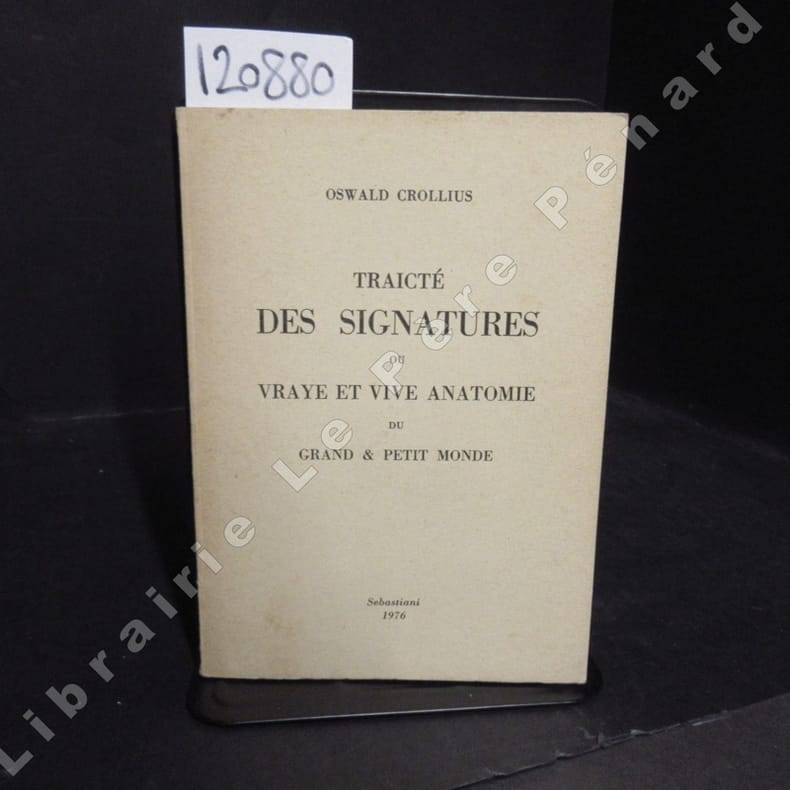 120880
OSWALD CROLLIUS
TRAICTÉ
DES SIGNATURES
OU
VRAYE ET VIVE ANATOMIE
DU
GRAND & PETIT MONDE
Sebastiani
1976
Librairie Le Père Pénard